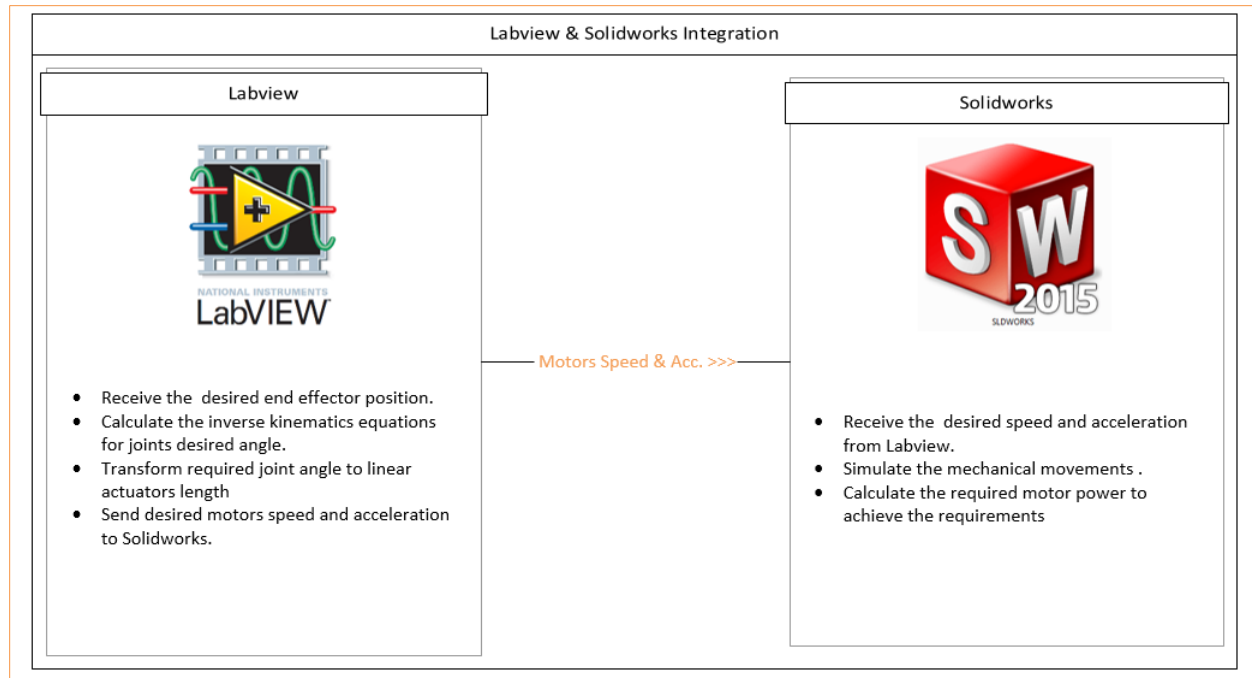 Labview & Solidworks Integration
Labview
NATIONAL INSTRUMENTS
LabVIEW
• Receive the desired end effector position.
• Calculate the inverse kinematics equations
for joints desired angle.
• Transform required joint angle to linear
actuators length
• Send desired motors speed and acceleration
to Solidworks.
Motors Speed & Acc. >>>
Solidworks
SW
2015
SLDWORKS
• Receive the desired speed and acceleration
from Labview.
• Simulate the mechanical movements .
• Calculate the required motor power to
achieve the requirements